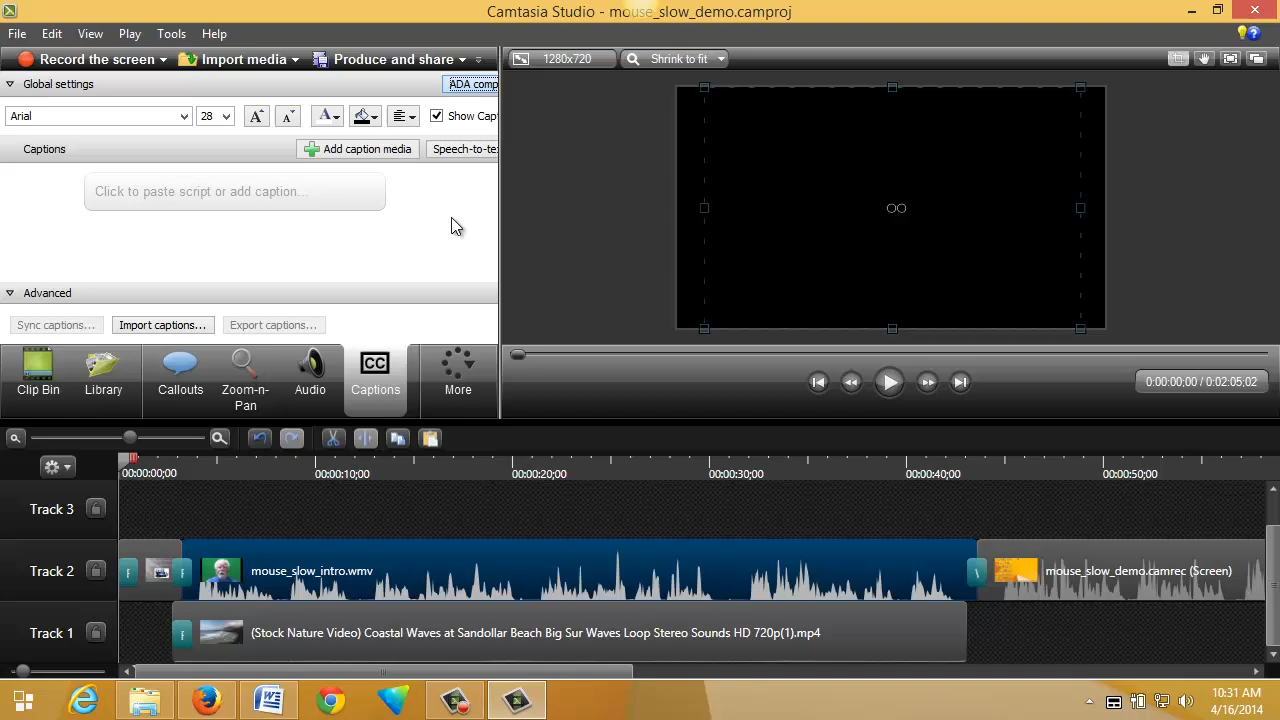 Camtasia Studio - mouse_slow_demo.camproj
File Edit View Play Tools Help
Record the screen Import media Produce and share
1280x720 Shrink to fit
Global settings ADA comp
Arial 28 A A A Show Capt
Captions Add caption media Speech-to-te
Click to paste script or add caption...
Advanced
Sync captions... Import captions... Export captions...
Clip Bin Library Callouts Zoom-n-Pan Audio CC Captions More
0:00:00;00 / 0:02:05;02
00:00:00;00 00:00:10;00 00:00:20;00 00:00:30;00 00:00:40;00 00:00:50;00
Track 3
Track 2 mouse_slow_intro.wmv mouse_slow_demo.camrec (Screen)
Track 1 (Stock Nature Video) Coastal Waves at Sandollar Beach Big Sur Waves Loop Stereo Sounds HD 720p(1).mp4
10:31 AM
4/16/2014